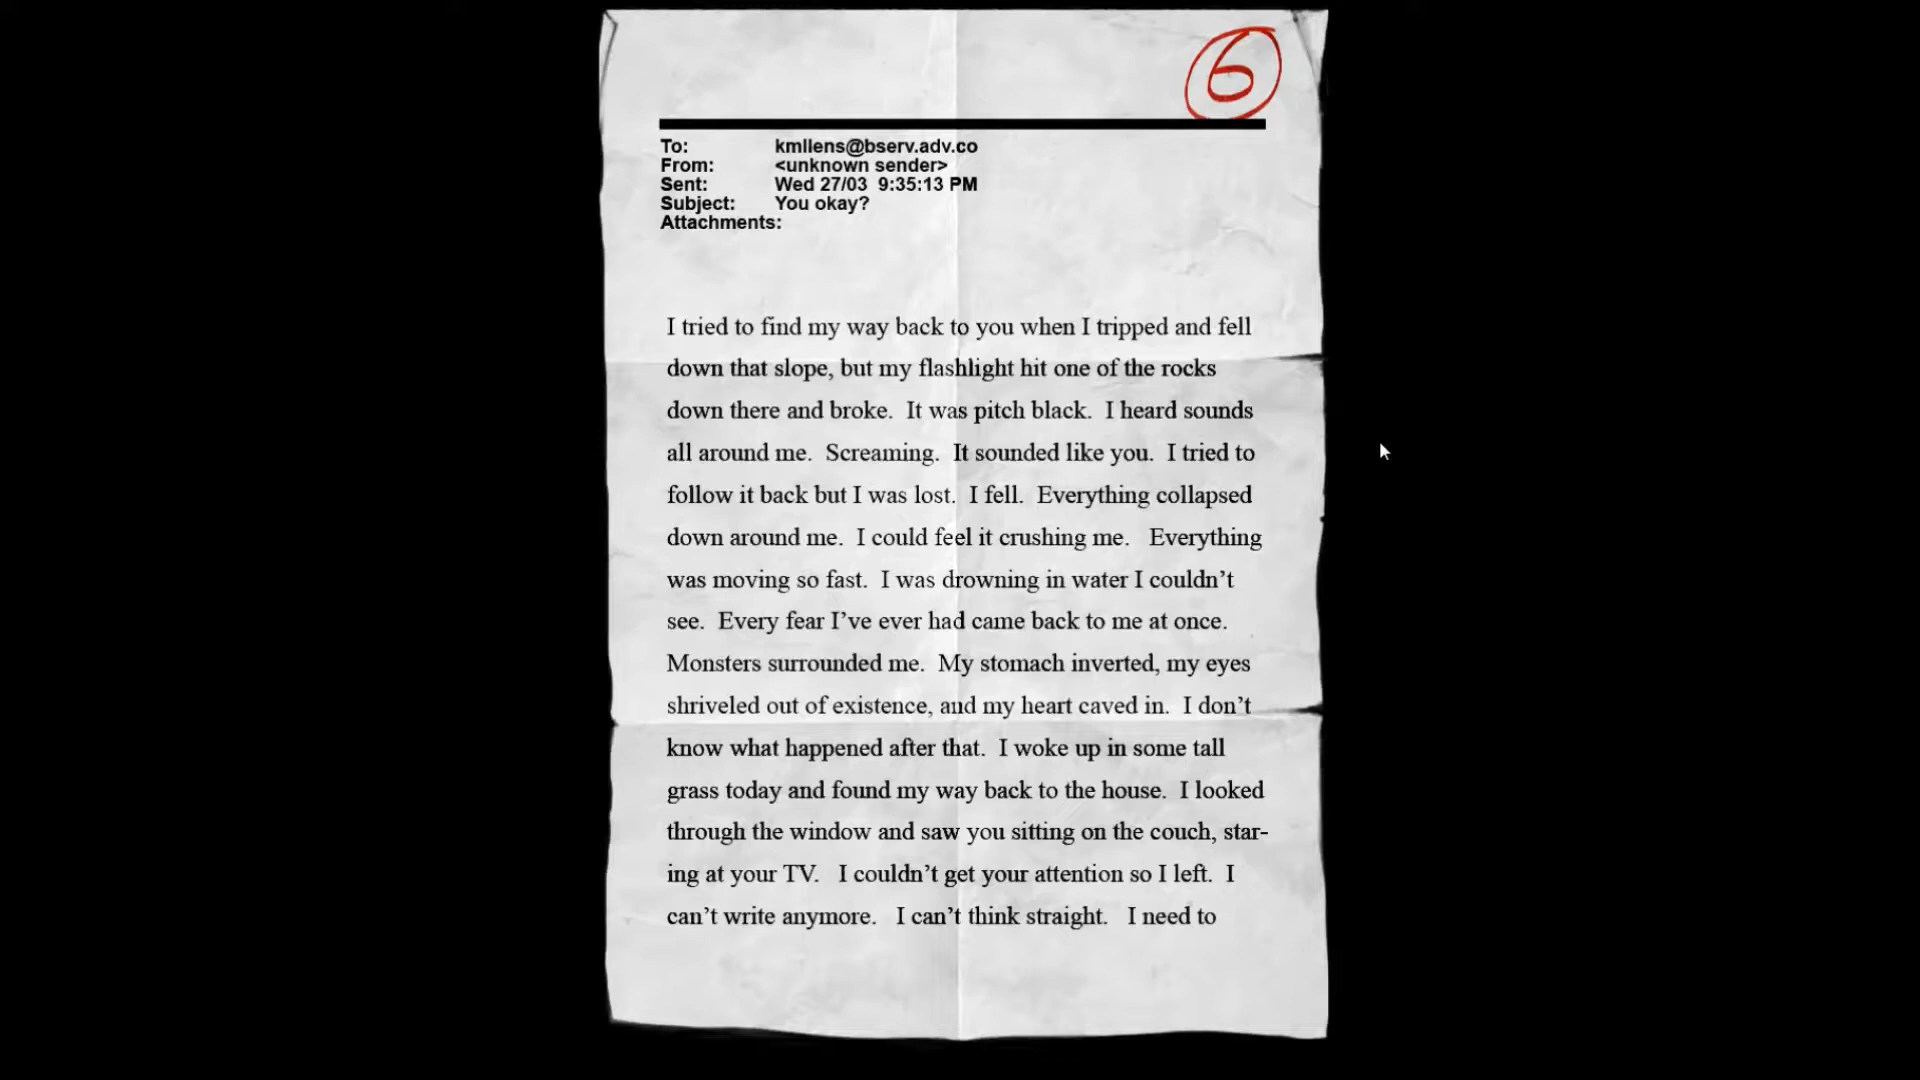 6
To: kmllens@bserv.adv.co
From: <unknown sender>
Sent: Wed 27/03 9:35:13 PM
Subject: You okay?
Attachments:
I tried to find my way back to you when I tripped and fell
down that slope, but my flashlight hit one of the rocks
down there and broke. It was pitch black. I heard sounds
all around me. Screaming. It sounded like you. I tried to
follow it back but I was lost. I fell. Everything collapsed
down around me. I could feel it crushing me. Everything
was moving so fast. I was drowning in water I couldn’t
see. Every fear I’ve ever had came back to me at once.
Monsters surrounded me. My stomach inverted, my eyes
shriveled out of existence, and my heart caved in. I don’t
know what happened after that. I woke up in some tall
grass today and found my way back to the house. I looked
through the window and saw you sitting on the couch, star-
ing at your TV. I couldn’t get your attention so I left. I
can’t write anymore. I can’t think straight. I need to